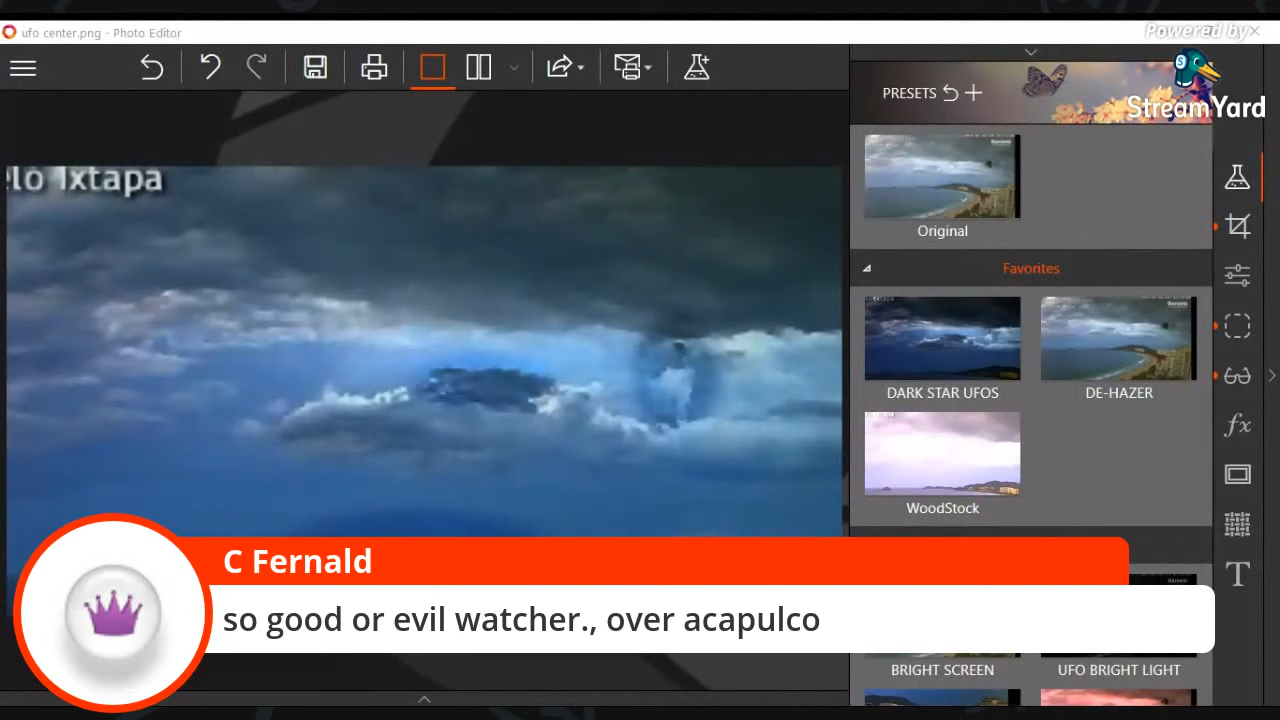 ufo center.png - Photo Editor
Powered by
StreamYard
PRESETS
elo Ixtapa
Original
Favorites
DARK STAR UFOS
DE-HAZER
WoodStock
C Fernald
so good or evil watcher., over acapulco
BRIGHT SCREEN
UFO BRIGHT LIGHT
fx
T